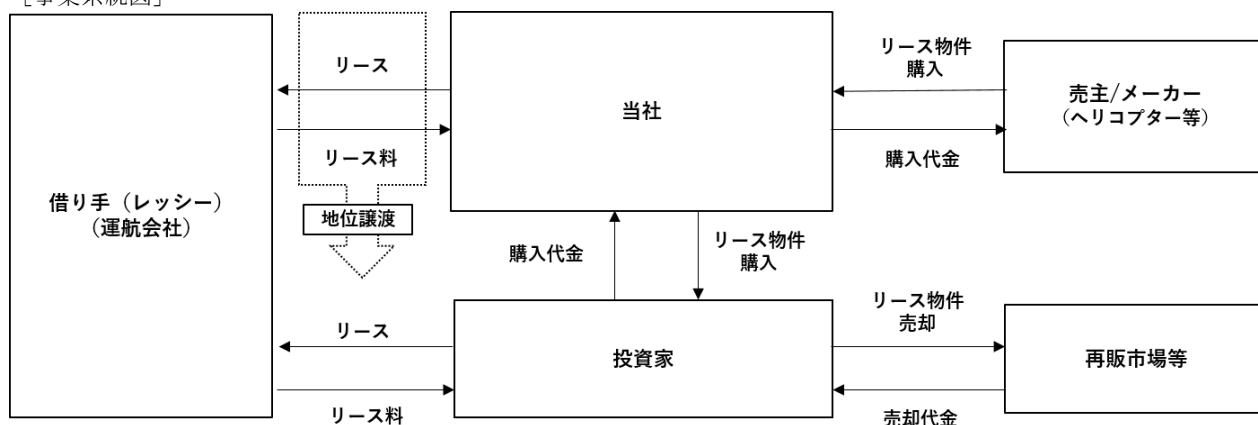 [事業系統図]
リース
リース料
地位譲渡
借り手（レッシー）
（運航会社）
当社
リース物件
購入
購入代金
売主/メーカー
（ヘリコプター等）
購入代金
リース物件
購入
リース
リース料
投資家
リース物件
売却
売却代金
再販市場等